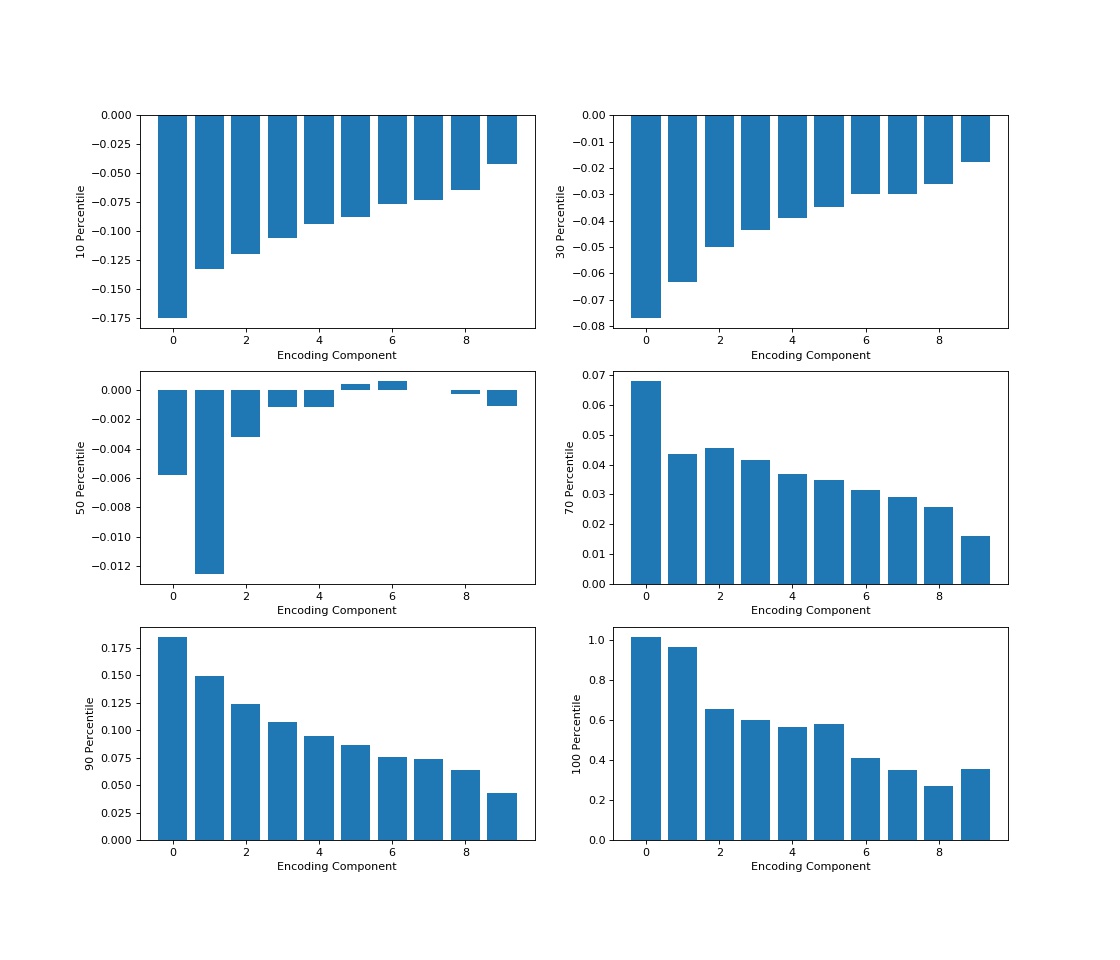 0.000
−0.025
−0.050
−0.075
−0.100
−0.125
−0.150
−0.175
10 Percentile
0 2 4 6 8
Encoding Component
0.00
−0.01
−0.02
−0.03
−0.04
−0.05
−0.06
−0.07
−0.08
30 Percentile
0 2 4 6 8
Encoding Component
0.000
−0.002
−0.004
−0.006
−0.008
−0.010
−0.012
50 Percentile
0 2 4 6 8
Encoding Component
0.07
0.06
0.05
0.04
0.03
0.02
0.01
0.00
70 Percentile
0 2 4 6 8
Encoding Component
0.175
0.150
0.125
0.100
0.075
0.050
0.025
0.000
90 Percentile
0 2 4 6 8
Encoding Component
1.0
0.8
0.6
0.4
0.2
0.0
100 Percentile
0 2 4 6 8
Encoding Component